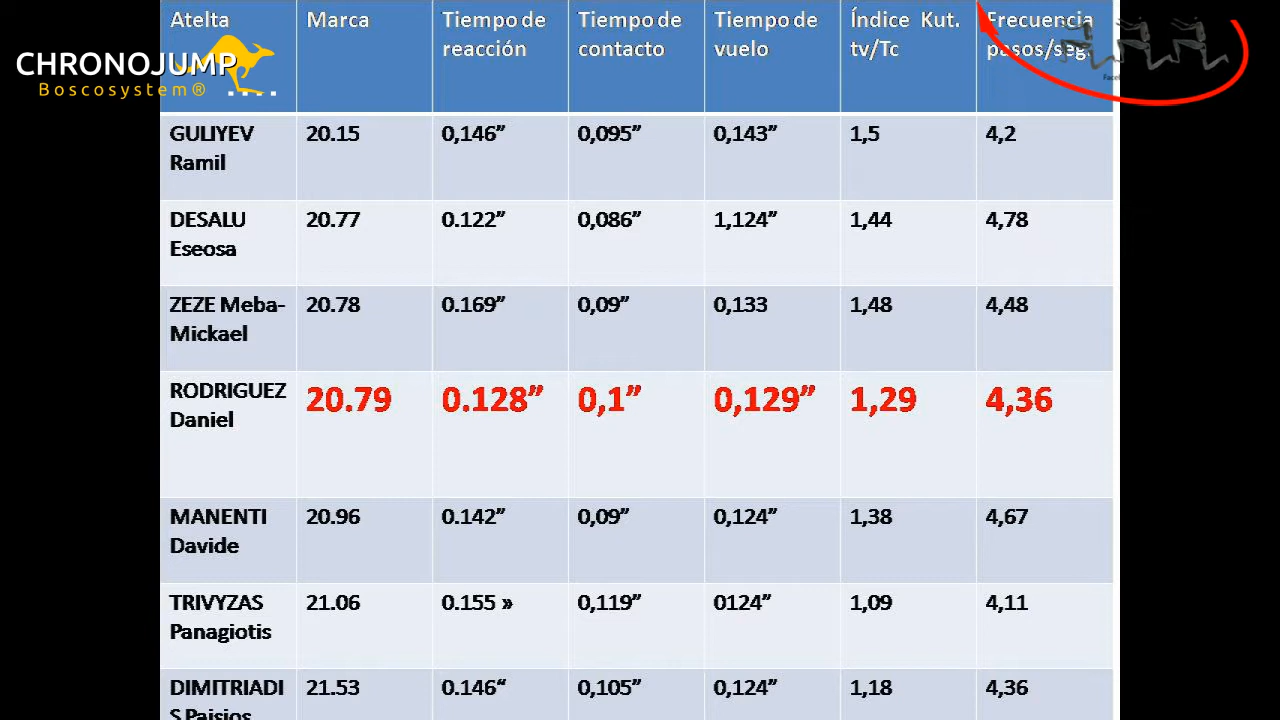 Atelta Marca Tiempo de reacción Tiempo de contacto Tiempo de vuelo Índice Kut. tv/Tc Frecuencia pasos/seg.
CHRONOJUMP
Boscosystem®
GULIYEV Ramil 20.15 0,146” 0,095” 0,143” 1,5 4,2
DESALU Eseosa 20.77 0.122” 0,086” 1,124” 1,44 4,78
ZEZE Meba-Mickael 20.78 0.169” 0,09” 0,133 1,48 4,48
RODRIGUEZ Daniel 20.79 0.128” 0,1” 0,129” 1,29 4,36
MANENTI Davide 20.96 0.142” 0,09” 0,124” 1,38 4,67
TRIVYZAS Panagiotis 21.06 0.155 » 0,119” 0124” 1,09 4,11
DIMITRIADIS Paisios 21.53 0.146“ 0,105” 0,124” 1,18 4,36